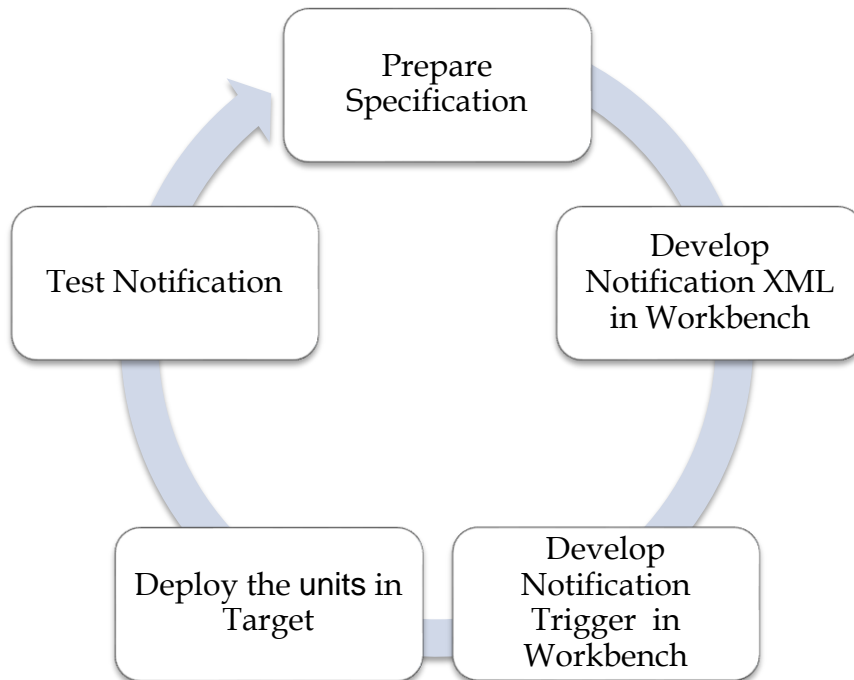 Prepare
Specification
Develop
Notification XML
in Workbench
Develop
Notification
Trigger in
Workbench
Deploy the units in
Target
Test Notification